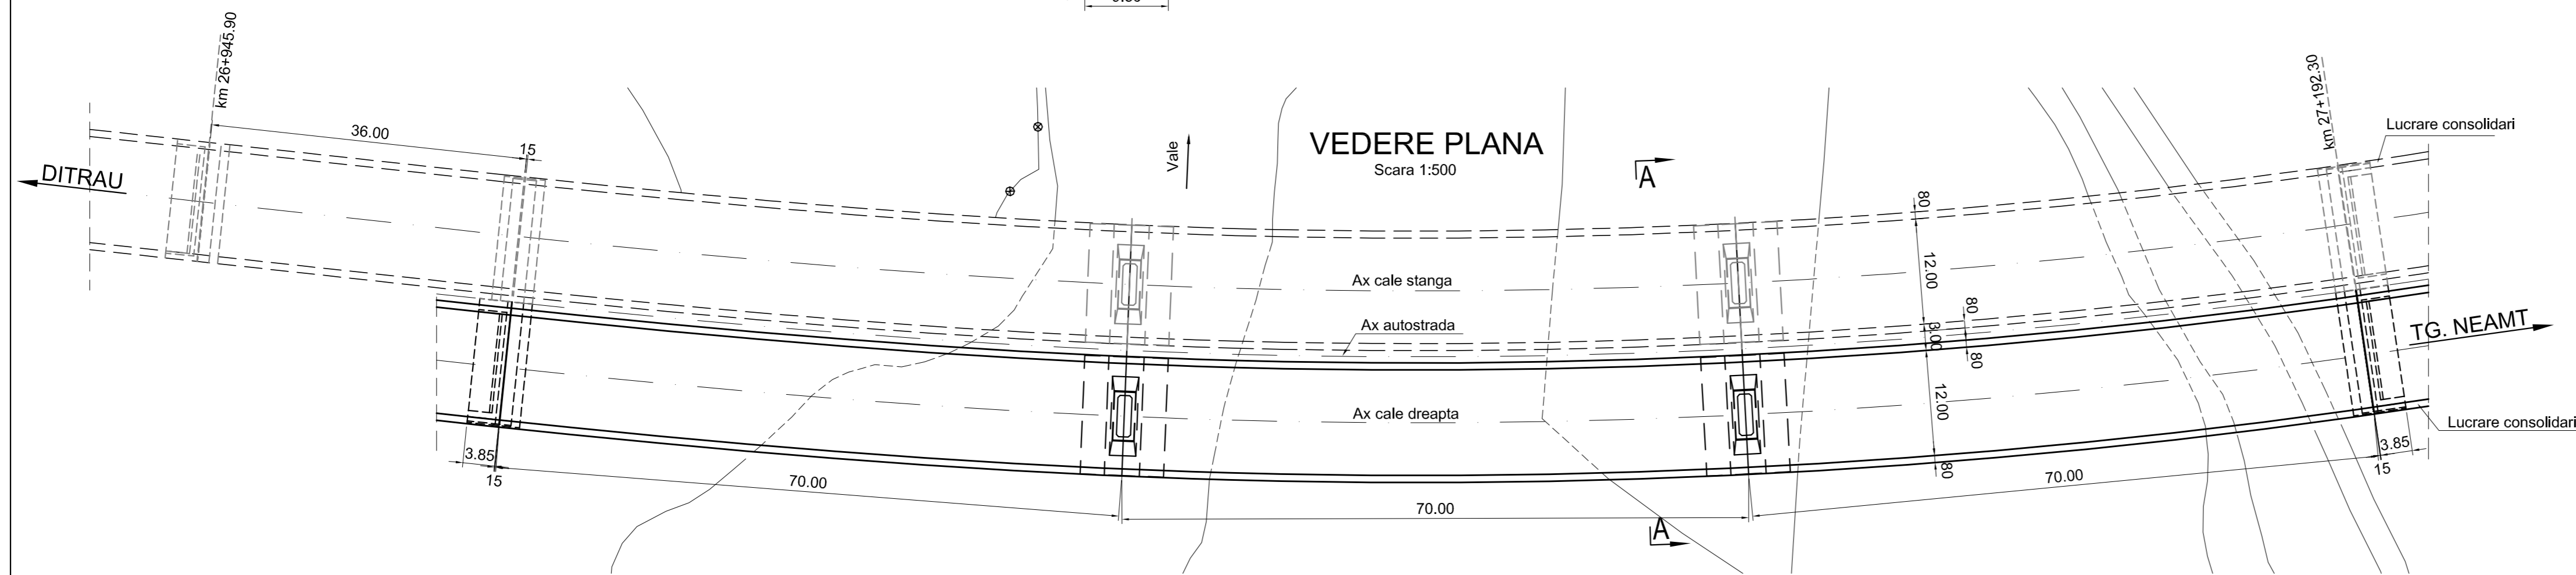 km 26+945.90
36.00
15
DITRAU
Vale
VEDERE PLANA
Scara 1:500
A
km 27+192.30
Lucrare consolidari
80
12.00
80
3.00
80
12.00
80
Ax cale stanga
Ax autostrada
Ax cale dreapta
TG. NEAMT
Lucrare consolidari
3.85
15
70.00
70.00
70.00
3.85
15
A